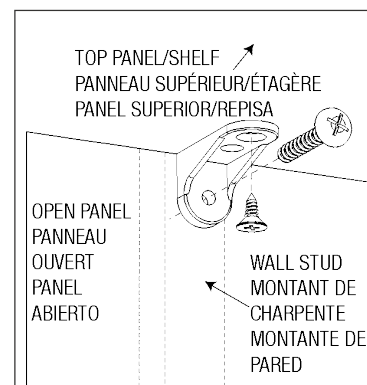 TOP PANEL/SHELF
PANNEAU SUPÉRIEUR/ÉTAGÈRE
PANEL SUPERIOR/REPISA
OPEN PANEL
PANNEAU
OUVERT
PANEL
ABIERTO
WALL STUD
MONTANT DE
CHARPENTE
MONTANTE DE
PARED